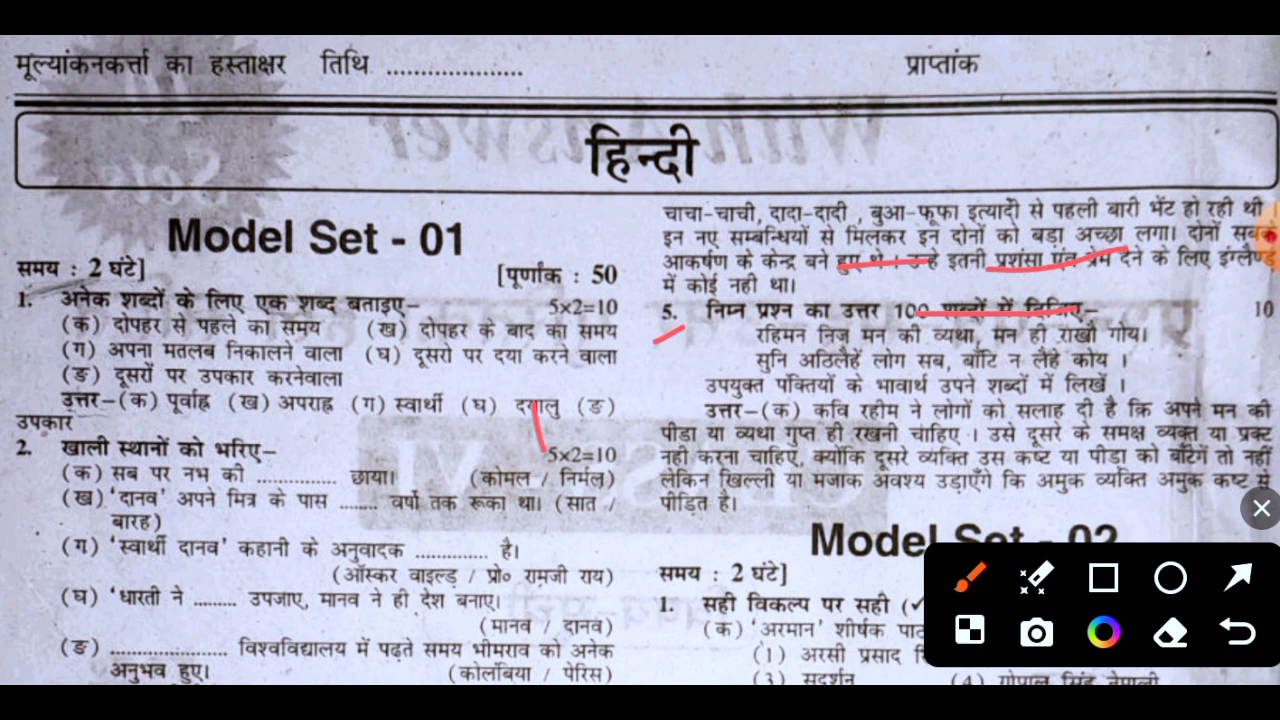 मूल्यांकनकर्त्ता का हस्ताक्षर तिथि ......................
प्राप्तांक
हिन्दी
Model Set - 01
समय : 2 घंटे] [पूर्णांक : 50
1. अनेक शब्दों के लिए एक शब्द बताइए– 5×2=10
(क) दोपहर से पहले का समय (ख) दोपहर के बाद का समय
(ग) अपना मतलब निकालने वाला (घ) दूसरो पर दया करने वाला
(ङ) दूसरों पर उपकार करनेवाला
उत्तर–(क) पूर्वाह्न (ख) अपराह्न (ग) स्वार्थी (घ) दयालु (ङ)
उपकार
2. खाली स्थानों को भरिए– 5×2=10
(क) सब पर नभ की ............. छाया। (कोमल / निर्मल)
(ख) 'दानव' अपने मित्र के पास ........ वर्षो तक रूका था। (सात /
बारह)
(ग) 'स्वार्थी दानव' कहानी के अनुवादक ............ है।
(ऑस्कर वाइल्ड / प्रो० रामजी राय)
(घ) 'धारती ने ......... उपजाए, मानव ने ही देश बनाए।
(मानव / दानव)
(ङ) ..................... विश्वविद्यालय में पढ़ते समय भीमराव को अनेक
अनुभव हुए। (कोलंबिया / पेरिस)
चाचा-चाची, दादा-दादी , बुआ-फूफा इत्यादी से पहली बारी भेंट हो रही थी
इन नए सम्बन्धियों से मिलकर इन दोनों को बड़ा अच्छा लगा। दोनों सबके
आकर्षण के केन्द्र बने हुए थे। उन्हे इतनी प्रशंसा एंव प्रेम देने के लिए इंग्लैण्ड
में कोई नही था।
5. निम्न प्रश्न का उत्तर 100 शब्दों में लिखिए– 10
रहिमन निज मन की व्यथा, मन ही राखौ गोय।
सुनि अठिलैहें लोग सब, बाँटि न लैहे कोय ।
उपयुक्त पंक्तियों के भावार्थ उपने शब्दों में लिखें ।
उत्तर–(क) कवि रहीम ने लोगों को सलाह दी है कि अपने मन की
पीडा या व्यथा गुप्त ही रखनी चाहिए । उसे दूसरे के समक्ष व्यक्त या प्रक्ट
नही करना चाहिए, क्योंकि दूसरे व्यक्ति उस कष्ट या पीडा को बाँटेंगे तो नहीं
लेकिन खिल्ली या मजाक अवश्य उड़ाएँगे कि अमुक व्यक्ति अमुक कष्ट से
पीड़ित है।
Model Set - 02
समय : 2 घंटे]
1. सही विकल्प पर सही (✓
(क) 'अरमान' शीर्षक पाठ
(1) अरसी प्रसाद
(3) सुदर्शन (4) गोपाल सिंह नेपाली